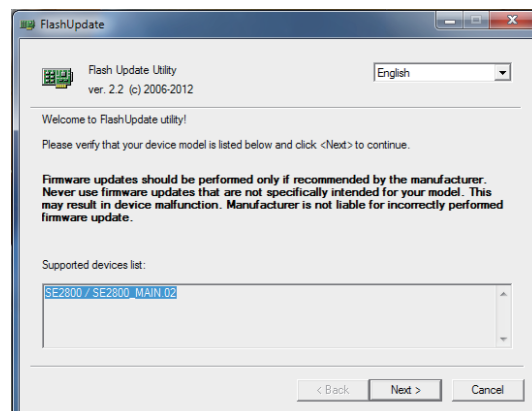 FlashUpdate
Flash Update Utility
English
ver. 2.2 (c) 2006-2012
Welcome to FlashUpdate utility!
Please verify that your device model is listed below and click <Next> to continue.
Firmware updates should be performed only if recommended by the manufacturer.
Never use firmware updates that are not specifically intended for your model. This
may result in device malfunction. Manufacturer is not liable for incorrectly performed
firmware update.
Supported devices list:
SE2800 / SE2800_MAIN.02
< Back
Next >
Cancel